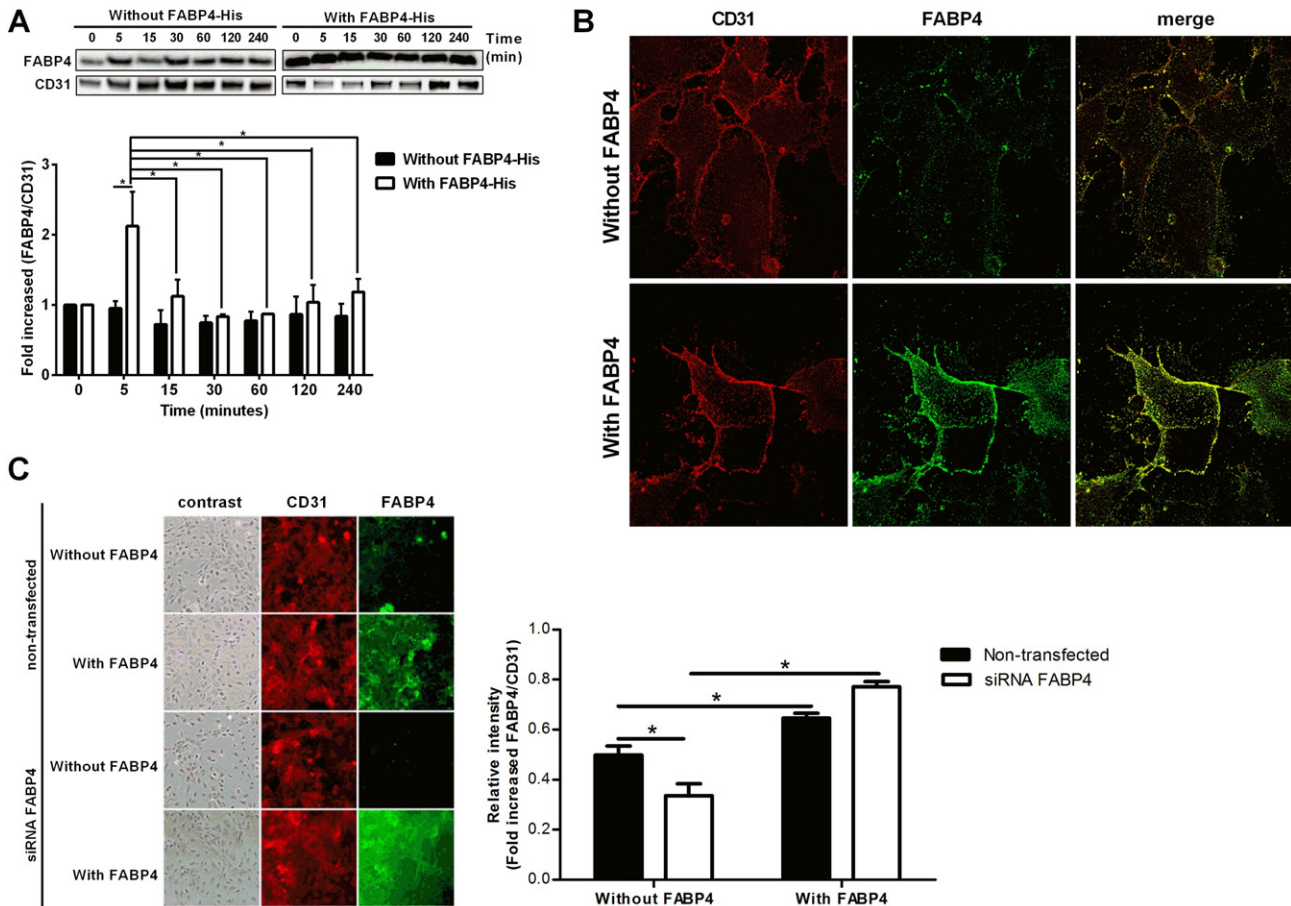 A
Without FABP4-His
With FABP4-His
0 5 15 30 60 120 240
0 5 15 30 60 120 240
Time
(min)
FABP4
CD31
* * * * * *
Fold increased (FABP4/CD31)
3
2
1
0
Without FABP4-His
With FABP4-His
0 5 15 30 60 120 240
Time (minutes)
B
CD31 FABP4 merge
Without FABP4
With FABP4
C
contrast CD31 FABP4
non-transfected
Without FABP4
With FABP4
siRNA FABP4
Without FABP4
With FABP4
Relative intensity
(Fold increased FABP4/CD31)
1.0
0.8
0.6
0.4
0.2
0.0
* * *
Non-transfected
siRNA FABP4
Without FABP4 With FABP4